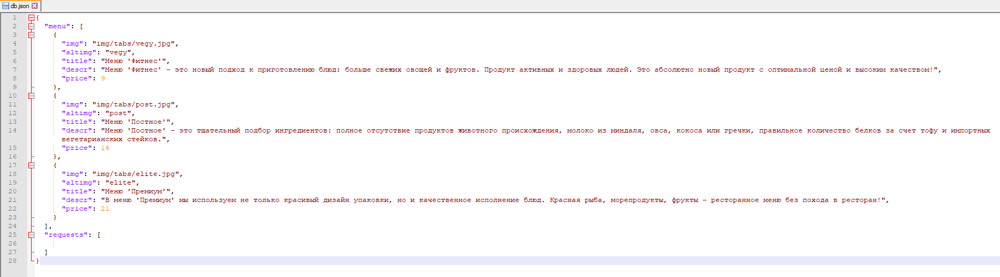 db.json
1 {
2 "menu": [
3 {
4 "img": "img/tabs/vegy.jpg",
5 "altimg": "vegy",
6 "title": "Меню 'Фитнес'",
7 "descr": "Меню 'Фитнес' - это новый подход к приготовлению блюд: больше свежих овощей и фруктов. Продукт активных и здоровых людей. Это абсолютно новый продукт с оптимальной ценой и высоким качеством!",
8 "price": 9
9 },
10 {
11 "img": "img/tabs/post.jpg",
12 "altimg": "post",
13 "title": "Меню 'Постное'",
14 "descr": "Меню 'Постное' - это тщательный подбор ингредиентов: полное отсутствие продуктов животного происхождения, молоко из миндаля, овса, кокоса или гречки, правильное количество белков за счет тофу и импортных
вегетарианских стейков.",
15 "price": 14
16 },
17 {
18 "img": "img/tabs/elite.jpg",
19 "altimg": "elite",
20 "title": "Меню 'Премиум'",
21 "descr": "В меню 'Премиум' мы используем не только красивый дизайн упаковки, но и качественное исполнение блюд. Красная рыба, морепродукты, фрукты - ресторанное меню без похода в ресторан!",
22 "price": 21
23 }
24 ],
25 "requests": [
26
27 ]
28 }